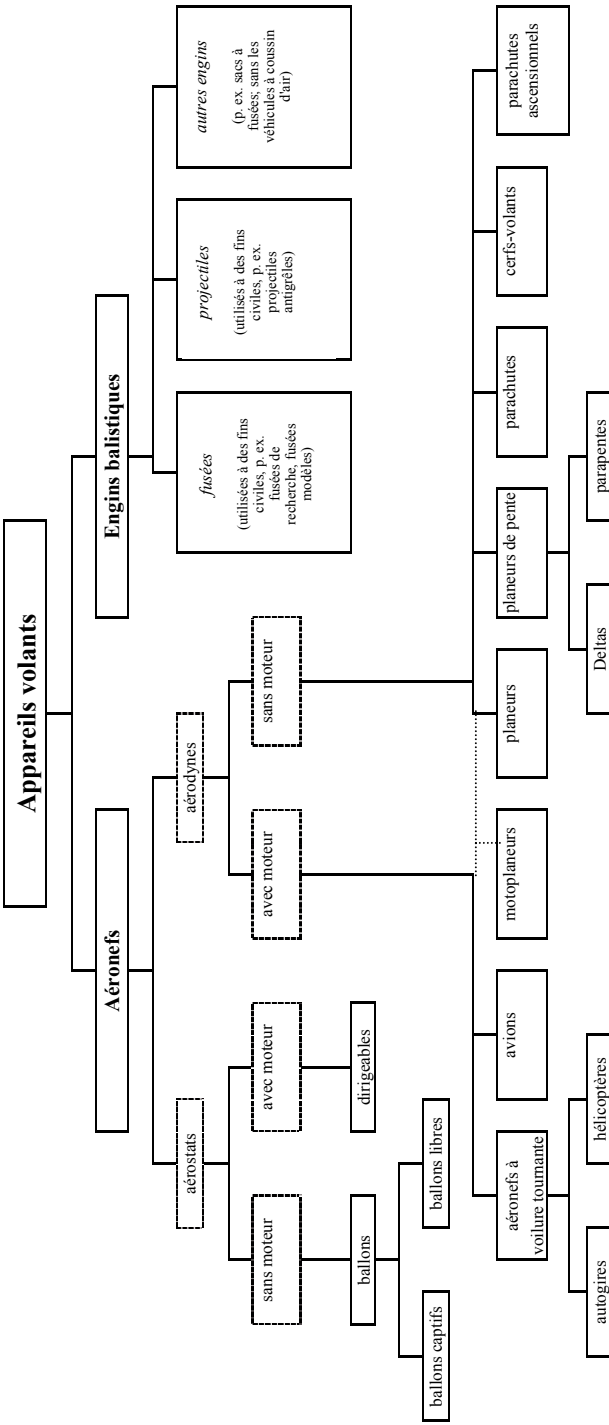 Appareils volants
Aéronefs
Engins balistiques
aérostats
aérodynes
fusées
(utilisées à des fins
civiles, p. ex.
fusées de
recherche, fusées
modèles)
projectiles
(utilisés à des fins
civiles, p. ex.
projectiles
antigrêles)
autres engins
(p. ex. sacs à
fusées; sans les
véhicules à coussin
d'air)
sans moteur
avec moteur
avec moteur
sans moteur
ballons
dirigeables
ballons captifs
ballons libres
aéronefs à
voilure tournante
avions
motoplaneurs
planeurs
planeurs de pente
parachutes
cerfs-volants
parachutes
ascensionnels
autogires
hélicoptères
Deltas
parapentes